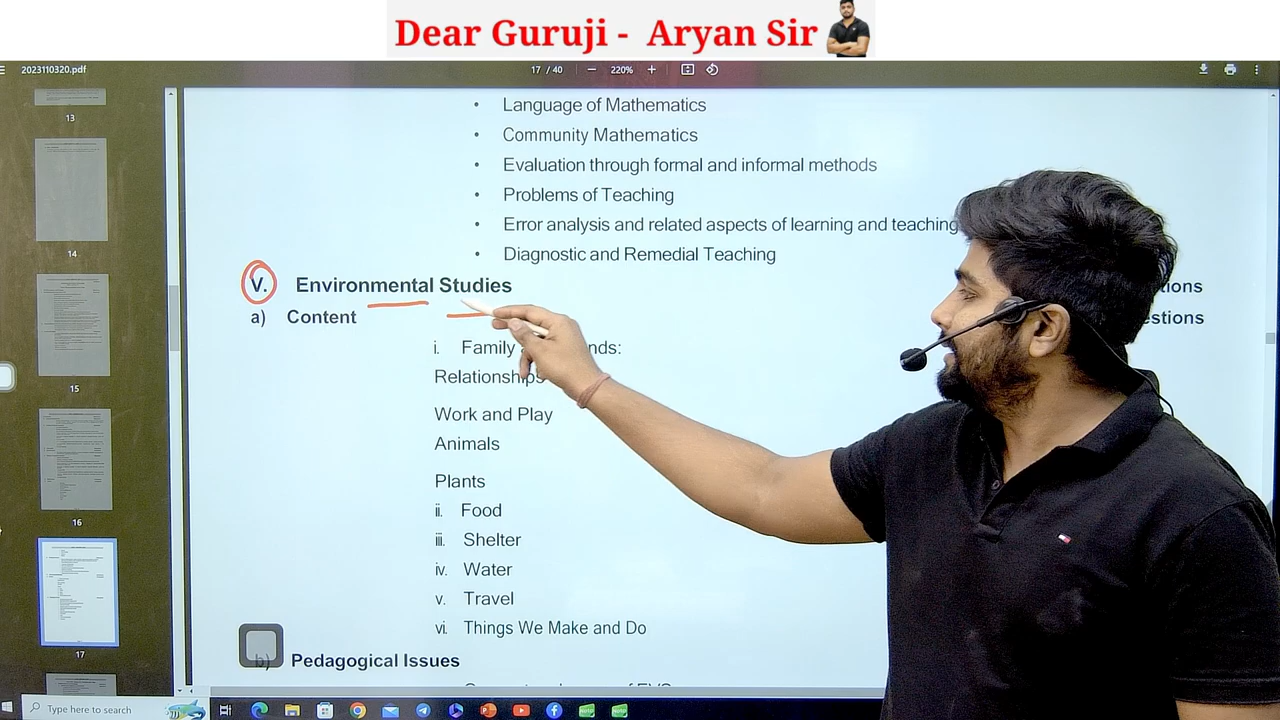 Dear Guruji - Aryan Sir
2023110320.pdf
17 / 40
220%
13
14
15
16
17
• Language of Mathematics
• Community Mathematics
• Evaluation through formal and informal methods
• Problems of Teaching
• Error analysis and related aspects of learning and teaching
• Diagnostic and Remedial Teaching
V. Environmental Studies
a) Content
i. Family
Relationships
Work and Play
Animals
Plants
ii. Food
iii. Shelter
iv. Water
v. Travel
vi. Things We Make and Do
b) Pedagogical Issues
Type here to search